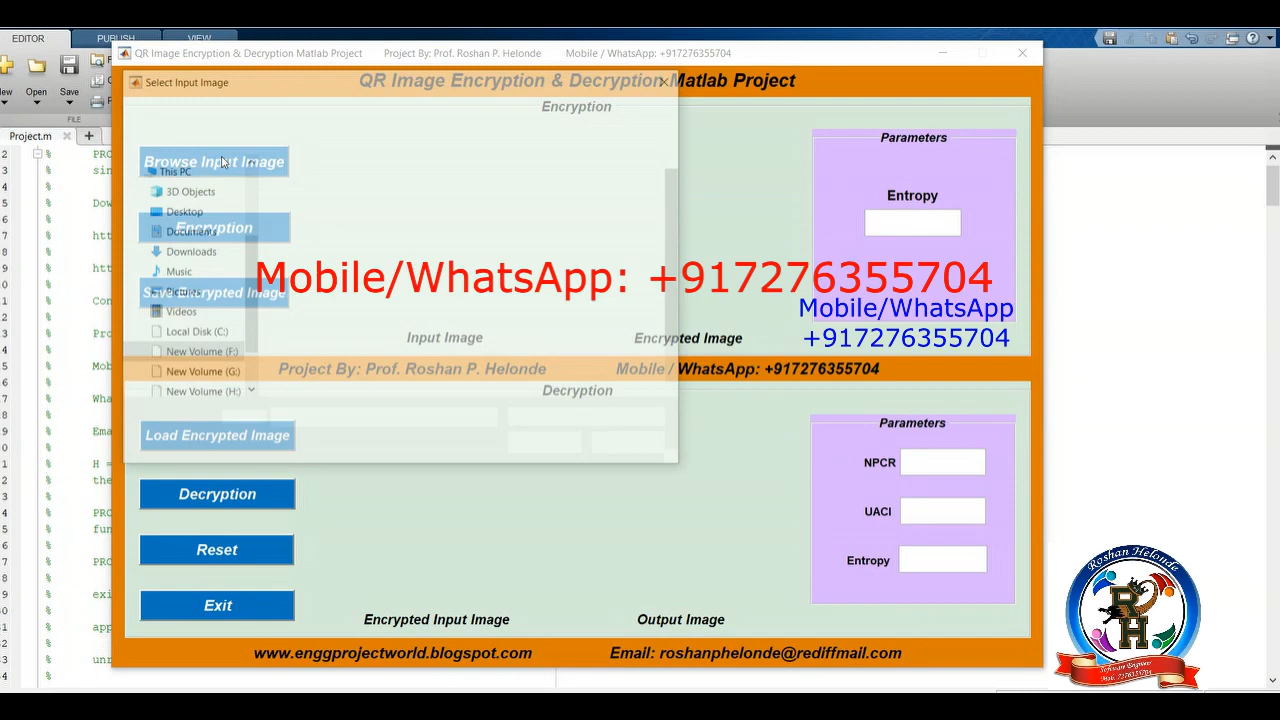 EDITOR
PUBLISH
VIEW
QR Image Encryption & Decryption Matlab Project Project By: Prof. Roshan P. Helonde Mobile / WhatsApp: +917276355704
Open
Save
FILE
Project.m
Select Input Image
QR Image Encryption & Decryption Matlab Project
Encryption
Browse Input Image
This PC
3D Objects
Desktop
Encryption
Documents
Downloads
Music
Save Encrypted Image
Pictures
Videos
Local Disk (C:)
New Volume (F:)
New Volume (G:)
New Volume (H:)
Parameters
Entropy
Mobile/WhatsApp: +917276355704
Mobile/WhatsApp
+917276355704
Input Image
Encrypted Image
Project By: Prof. Roshan P. Helonde
Mobile / WhatsApp: +917276355704
Decryption
Load Encrypted Image
Decryption
Reset
Exit
Parameters
NPCR
UACI
Entropy
Encrypted Input Image
Output Image
www.enggprojectworld.blogspot.com
Email: roshanphelonde@rediffmail.com
Roshan Helonde
RH
Software Engineer